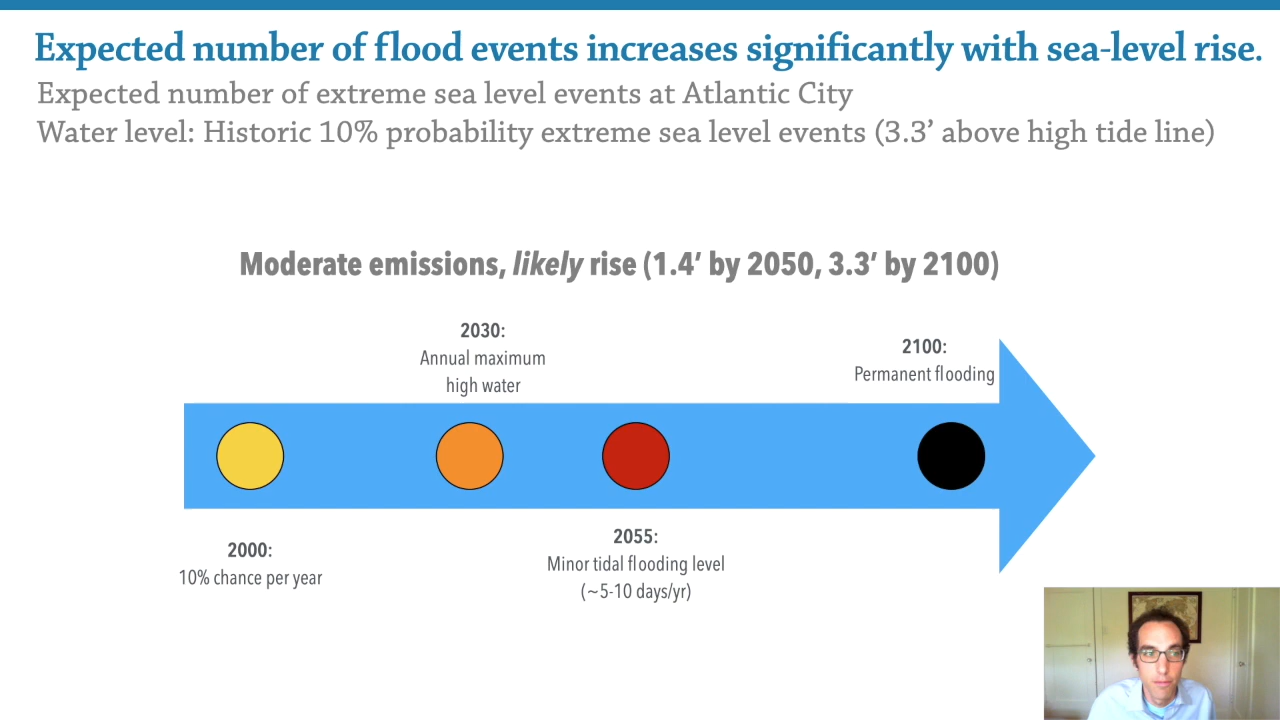 Expected number of flood events increases significantly with sea-level rise.
Expected number of extreme sea level events at Atlantic City
Water level: Historic 10% probability extreme sea level events (3.3’ above high tide line)
Moderate emissions, likely rise (1.4’ by 2050, 3.3’ by 2100)
2030:
Annual maximum
high water
2100:
Permanent flooding
2000:
10% chance per year
2055:
Minor tidal flooding level
(~5-10 days/yr)